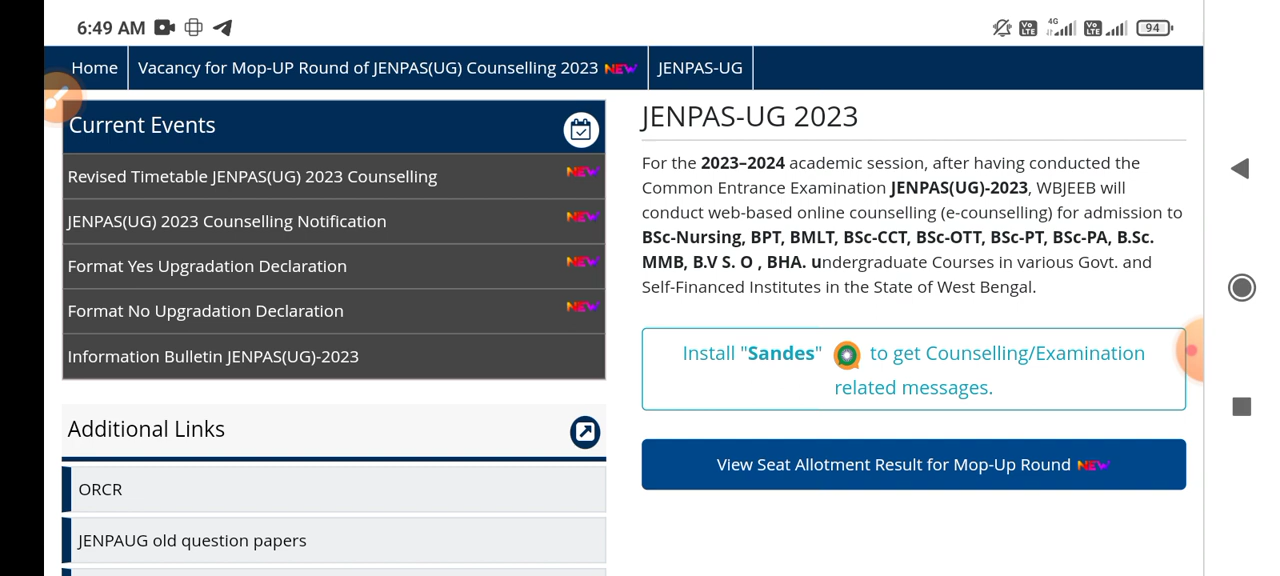 6:49 AM
Vo LTE 4G Vo LTE 94
Home Vacancy for Mop-UP Round of JENPAS(UG) Counselling 2023 NEW JENPAS-UG
Current Events
Revised Timetable JENPAS(UG) 2023 Counselling NEW
JENPAS(UG) 2023 Counselling Notification NEW
Format Yes Upgradation Declaration NEW
Format No Upgradation Declaration NEW
Information Bulletin JENPAS(UG)-2023
Additional Links
ORCR
JENPAUG old question papers
JENPAS-UG 2023
For the 2023–2024 academic session, after having conducted the
Common Entrance Examination JENPAS(UG)-2023, WBJEEB will
conduct web-based online counselling (e-counselling) for admission to
BSc-Nursing, BPT, BMLT, BSc-CCT, BSc-OTT, BSc-PT, BSc-PA, B.Sc.
MMB, B.V S. O , BHA. undergraduate Courses in various Govt. and
Self-Financed Institutes in the State of West Bengal.
Install "Sandes" to get Counselling/Examination
related messages.
View Seat Allotment Result for Mop-Up Round NEW